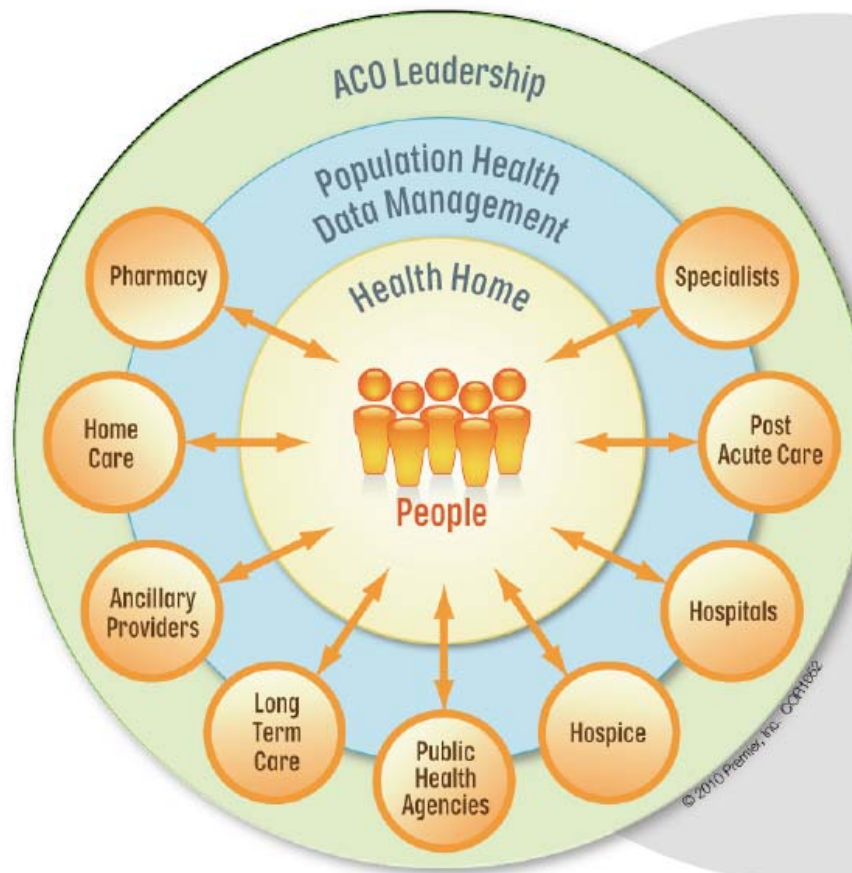 ACO Leadership
Population Health
Data Management
Health Home
Pharmacy
Specialists
Home
Care
Post
Acute Care
People
Ancillary
Providers
Hospitals
Long
Term
Care
Hospice
Public
Health
Agencies
© 2010 Premier, Inc. COR1652